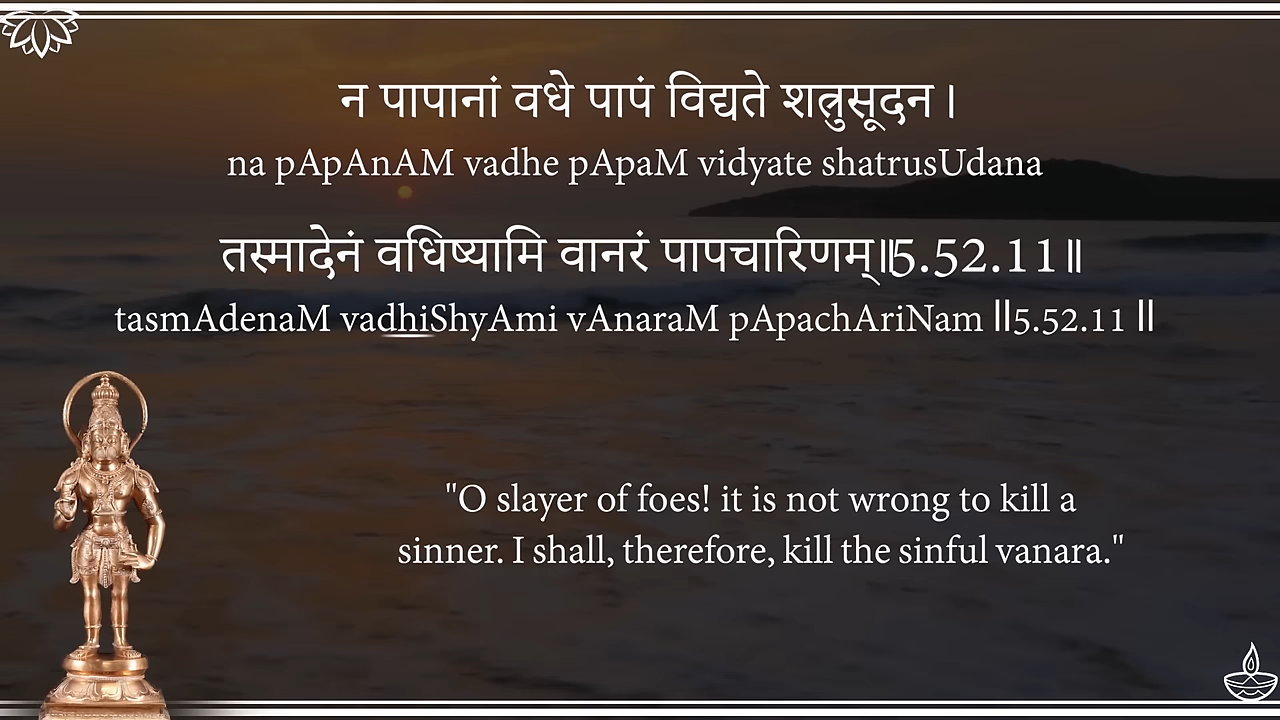 न पापानां वधे पापं विद्यते शत्रुसूदन।
na pApAnAM vadhe pApaM vidyate shatrusUdana
तस्मादेनं वधिष्यामि वानरं पापचारिणम्॥5.52.11॥
tasmAdenaM vadhiShyAmi vAnaraM pApachAriNam ॥5.52.11 ॥
"O slayer of foes! it is not wrong to kill a
sinner. I shall, therefore, kill the sinful vanara."